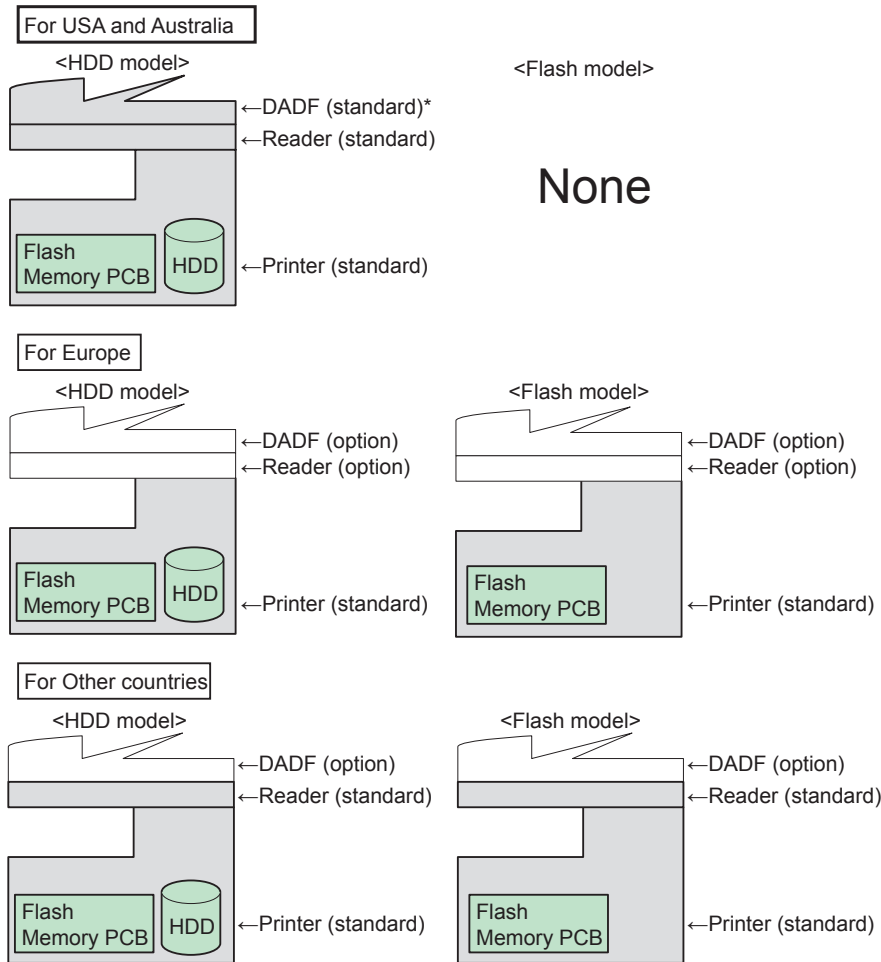 For USA and Australia
<HDD model>
<Flash model>
←DADF (standard)*
←Reader (standard)
None
Flash
Memory PCB
HDD
←Printer (standard)
For Europe
<HDD model>
<Flash model>
←DADF (option)
←Reader (option)
←DADF (option)
←Reader (option)
Flash
Memory PCB
HDD
←Printer (standard)
Flash
Memory PCB
←Printer (standard)
For Other countries
<HDD model>
<Flash model>
←DADF (option)
←Reader (standard)
←DADF (option)
←Reader (standard)
Flash
Memory PCB
HDD
←Printer (standard)
Flash
Memory PCB
←Printer (standard)